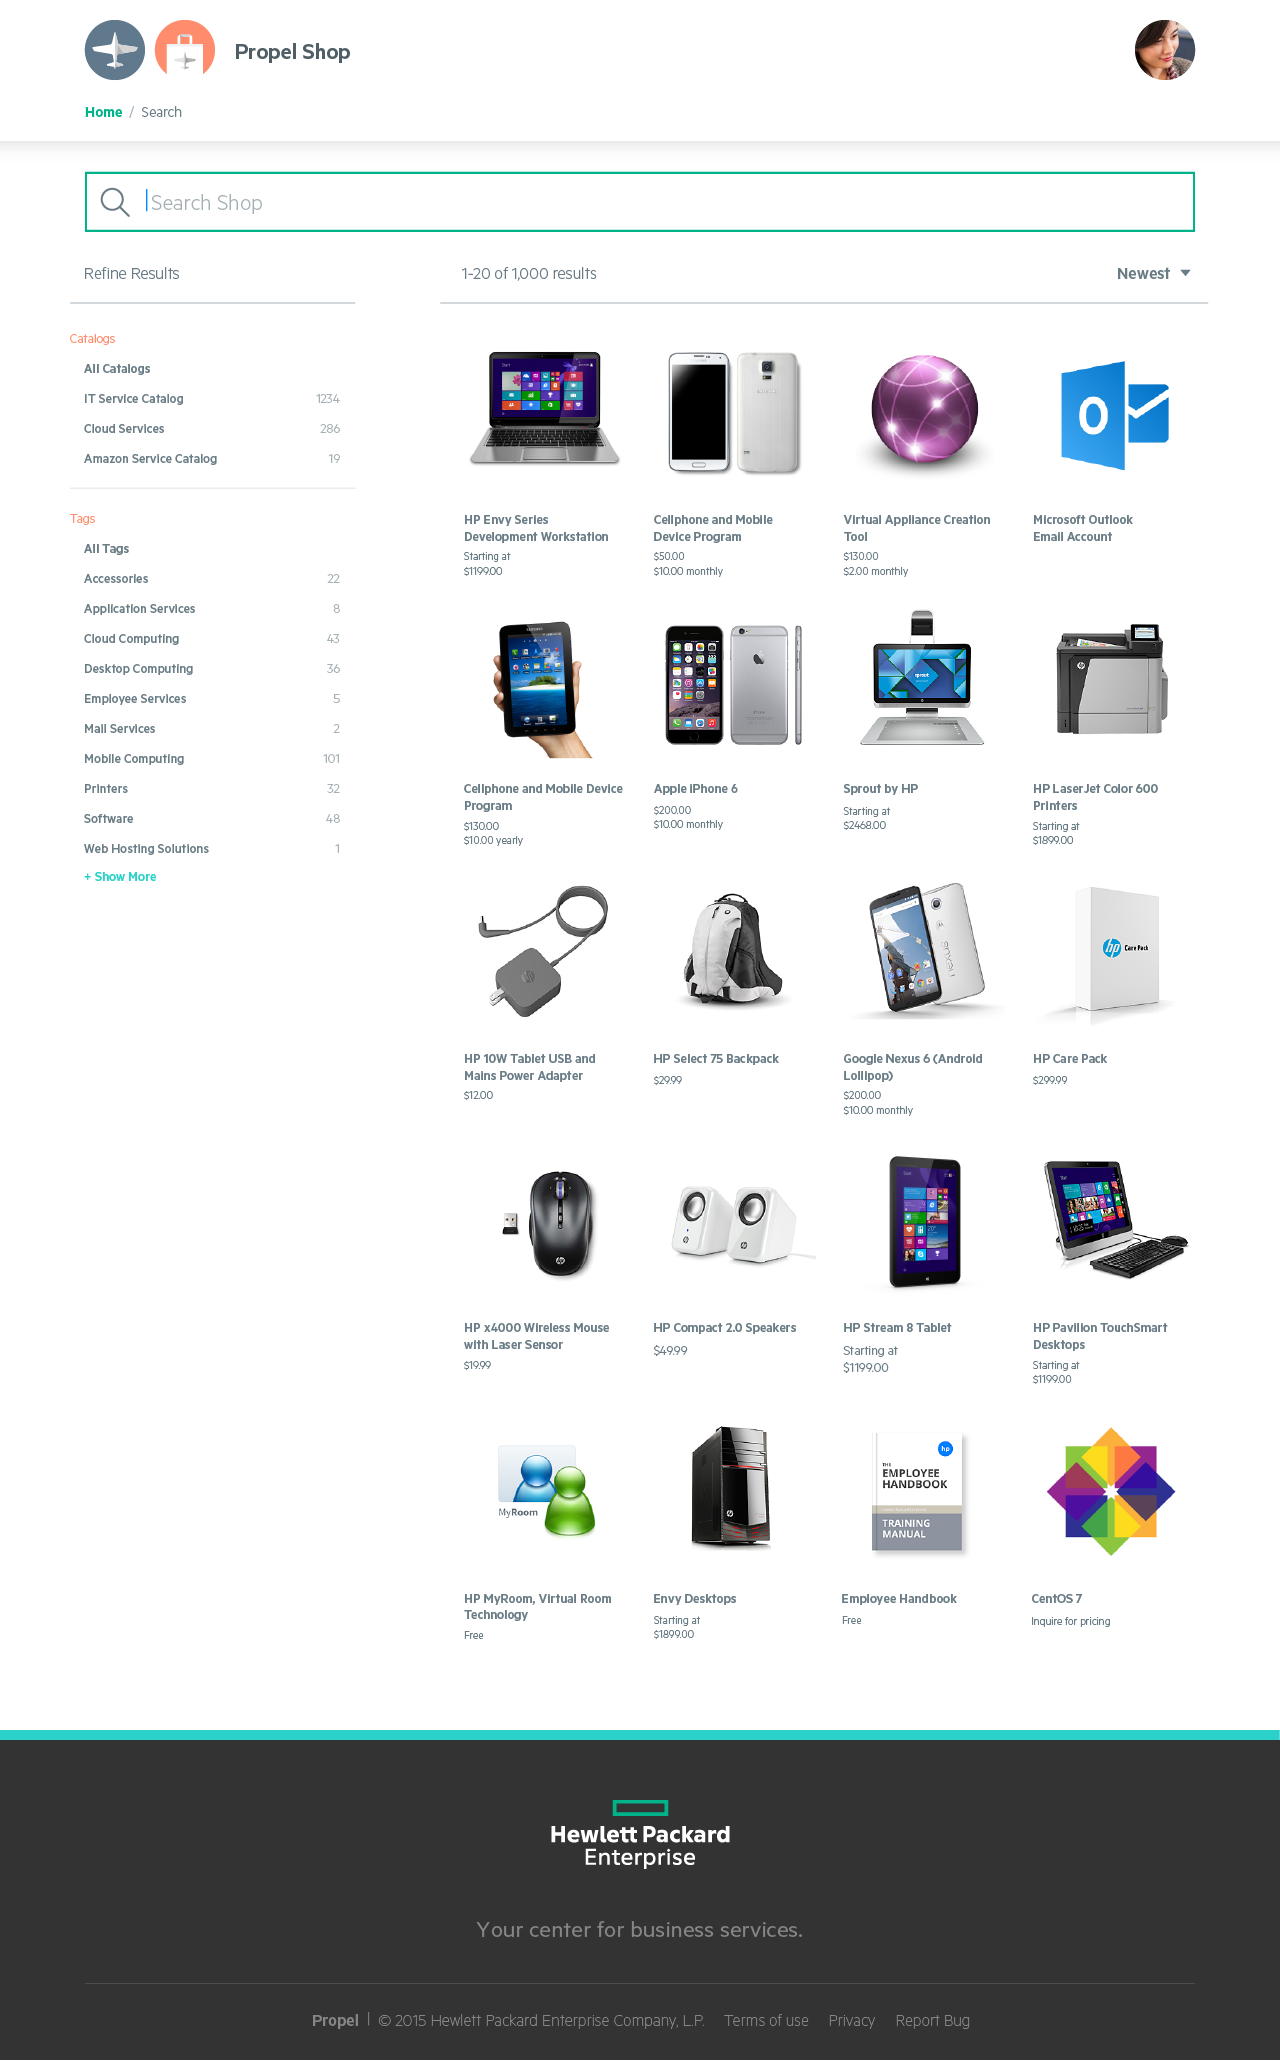 Propel Shop
Home / Search
Search Shop
Refine Results
1-20 of 1,000 results
Newest
Catalogs
All Catalogs
IT Service Catalog 1234
Cloud Services 286
Amazon Service Catalog 19
Tags
All Tags
Accessories 22
Application Services 8
Cloud Computing 43
Desktop Computing 36
Employee Services 5
Mail Services 2
Mobile Computing 101
Printers 32
Software 48
Web Hosting Solutions 1
+ Show More
HP Envy Series
Development Workstation
Starting at
$1199.00
Cellphone and Mobile
Device Program
$50.00
$10.00 monthly
Virtual Appliance Creation
Tool
$130.00
$2.00 monthly
Microsoft Outlook
Email Account
Cellphone and Mobile Device
Program
$130.00
$10.00 yearly
Apple iPhone 6
$200.00
$10.00 monthly
sprout
Sprout by HP
Starting at
$2468.00
HP LaserJet Color 600
Printers
Starting at
$1899.00
HP 10W Tablet USB and
Mains Power Adapter
$12.00
HP Select 75 Backpack
$29.99
Google Nexus 6 (Android
Lollipop)
$200.00
$10.00 monthly
hp Care Pack
HP Care Pack
$299.99
HP x4000 Wireless Mouse
with Laser Sensor
$19.99
HP Compact 2.0 Speakers
$49.99
HP Stream 8 Tablet
Starting at
$1199.00
HP Pavilion TouchSmart
Desktops
Starting at
$1199.00
MyRoom
HP MyRoom, Virtual Room
Technology
Free
Envy Desktops
Starting at
$1899.00
hp
THE
EMPLOYEE
HANDBOOK
TRAINING
MANUAL
Employee Handbook
Free
CentOS 7
Inquire for pricing
Hewlett Packard
Enterprise
Your center for business services.
Propel | © 2015 Hewlett Packard Enterprise Company, L.P. Terms of use Privacy Report Bug